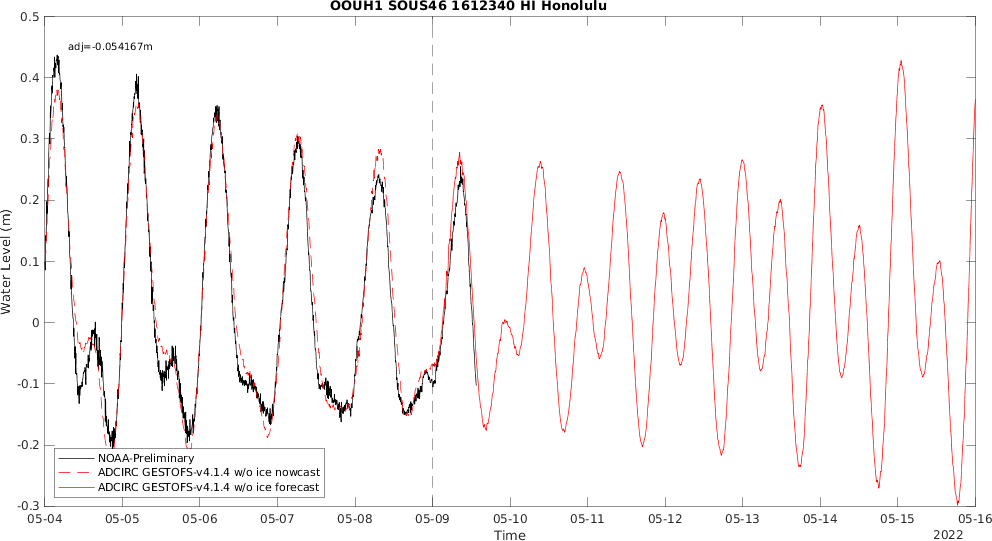 OOUH1 SOUS46 1612340 HI Honolulu
adj=-0.054167m
0.5
0.4
0.3
0.2
0.1
0
-0.1
-0.2
-0.3
Water Level (m)
NOAA-Preliminary
ADCIRC GESTOFS-v4.1.4 w/o ice nowcast
ADCIRC GESTOFS-v4.1.4 w/o ice forecast
05-04 05-05 05-06 05-07 05-08 05-09 05-10 05-11 05-12 05-13 05-14 05-15 05-16
Time
2022